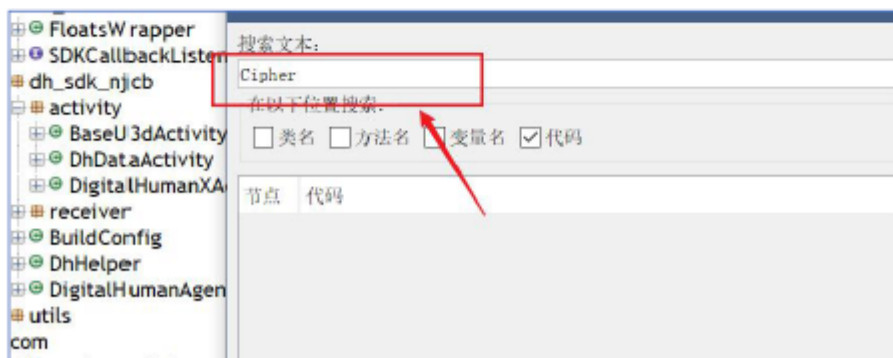 FloatsWrapper
SDKCallbackListen
dh_sdk_njcb
activity
BaseU3dActivity
DhDataActivity
DigitalHumanXA
receiver
BuildConfig
DhHelper
DigitalHumanAgen
utils
com
搜索文本:
Cipher
在以下位置搜索:
类名 方法名 变量名 代码
节点 代码